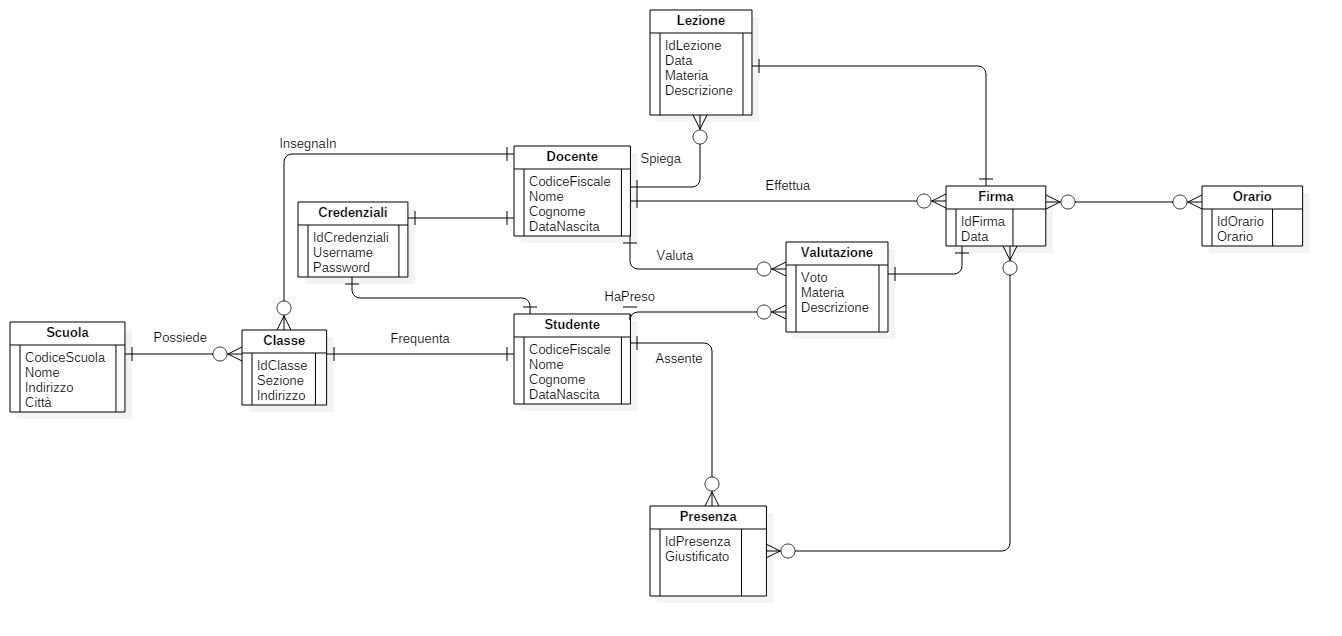 Lezione
IdLezione
Data
Materia
Descrizione
InsegnaIn
Docente
CodiceFiscale
Nome
Cognome
DataNascita
Spiega
Effettua
Firma
IdFirma
Data
Orario
IdOrario
Orario
Credenziali
IdCredenziali
Username
Password
Valuta
Valutazione
Voto
Materia
Descrizione
HaPreso
Scuola
CodiceScuola
Nome
Indirizzo
Città
Possiede
Classe
IdClasse
Sezione
Indirizzo
Frequenta
Studente
CodiceFiscale
Nome
Cognome
DataNascita
Assente
Presenza
IdPresenza
Giustificato